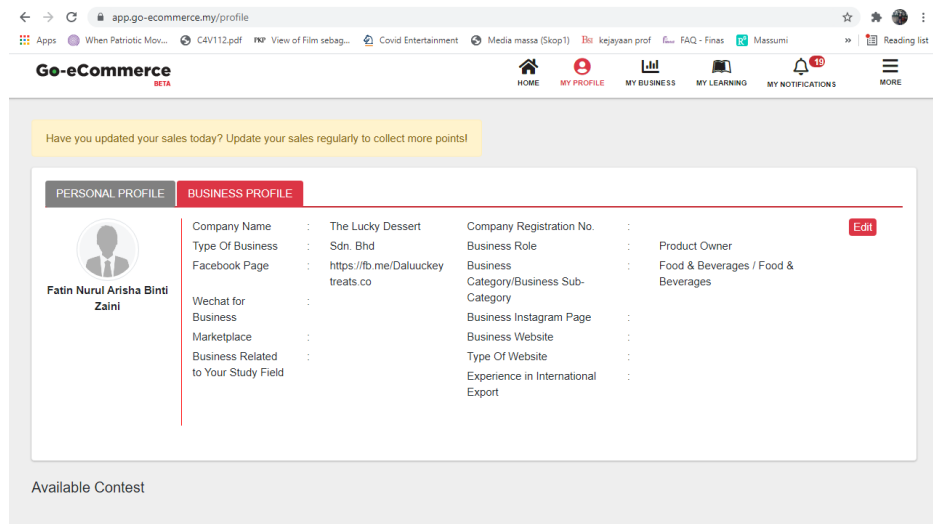 app.go-ecommerce.my/profile
Apps When Patriotic Mov... C4V112.pdf PKP View of Film sebag... Covid Entertainment Media massa (Skop1) kejayaan prof FAQ - Finas Massumi » Reading list
Go-eCommerce
BETA
HOME MY PROFILE MY BUSINESS MY LEARNING 19 MY NOTIFICATIONS MORE
Have you updated your sales today? Update your sales regularly to collect more points!
PERSONAL PROFILE BUSINESS PROFILE
Fatin Nurul Arisha Binti
Zaini
Company Name : The Lucky Dessert
Type Of Business : Sdn. Bhd
Facebook Page : https://fb.me/Daluuckey
treats.co
Wechat for :
Business
Marketplace :
Business Related :
to Your Study Field
Company Registration No. :
Business Role : Product Owner
Business : Food & Beverages / Food &
Category/Business Sub- Beverages
Category
Business Instagram Page :
Business Website :
Type Of Website :
Experience in International :
Export
Edit
Available Contest